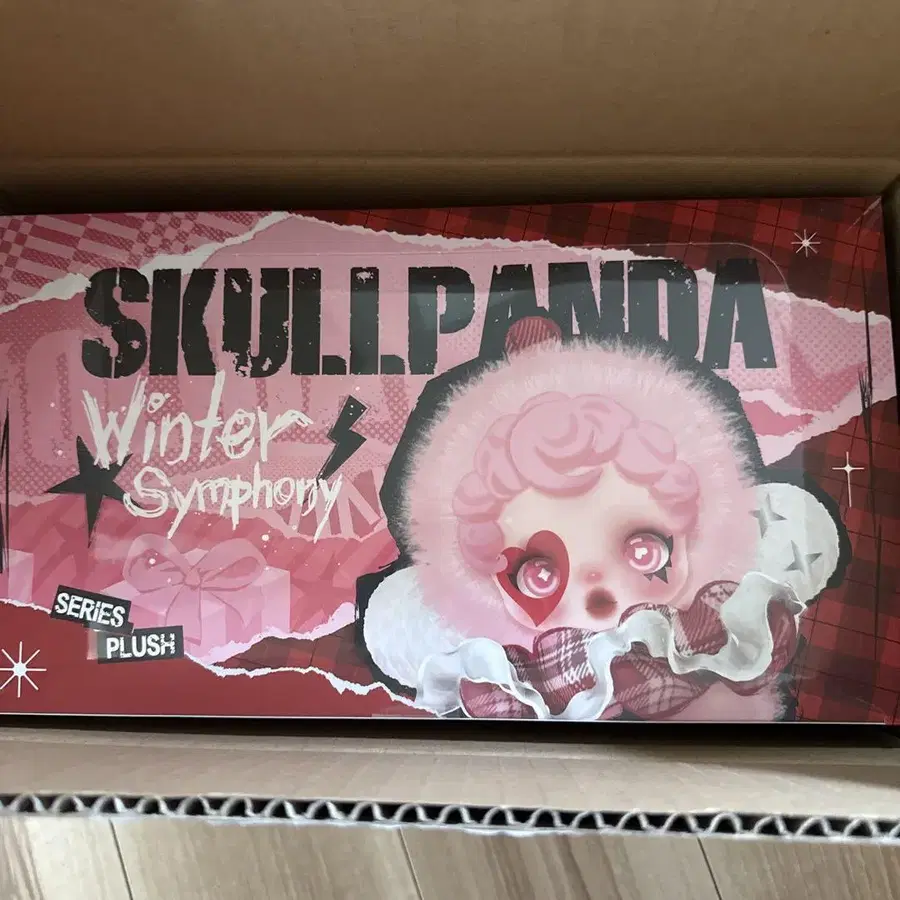 SKULLPANDA
Winter
Symphony
SERIES
PLUSH